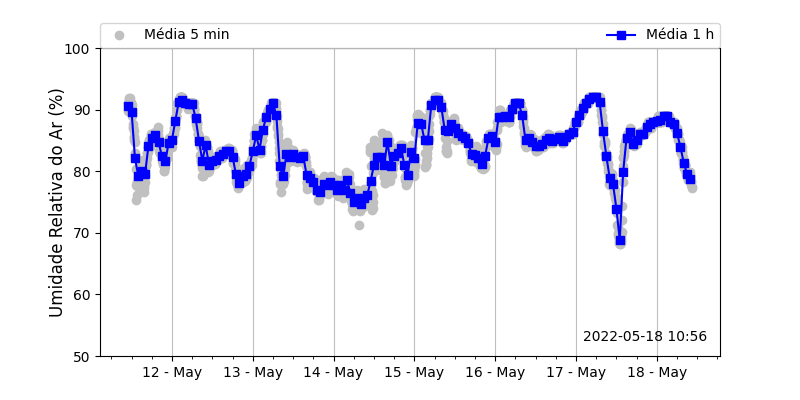 Média 5 min
Média 1 h
Umidade Relativa do Ar (%)
100
90
80
70
60
50
2022-05-18 10:56
12 - May
13 - May
14 - May
15 - May
16 - May
17 - May
18 - May